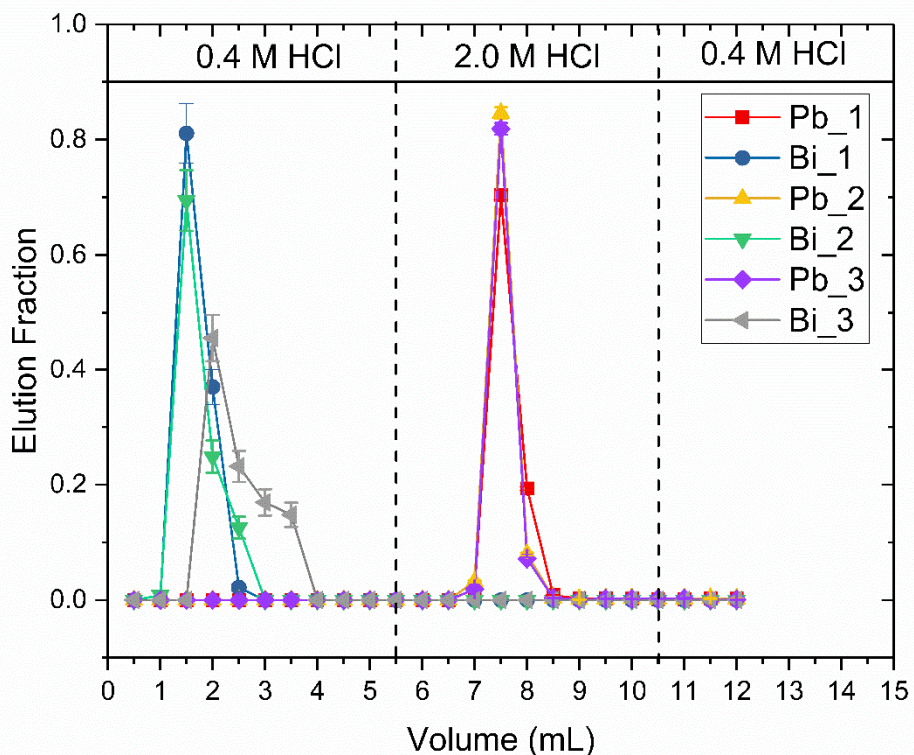 0.4 M HCl 2.0 M HCl 0.4 M HCl
Pb_1
Bi_1
Pb_2
Bi_2
Pb_3
Bi_3
1.0
0.8
0.6
0.4
0.2
0.0
Elution Fraction
0 1 2 3 4 5 6 7 8 9 10 11 12 13 14 15
Volume (mL)